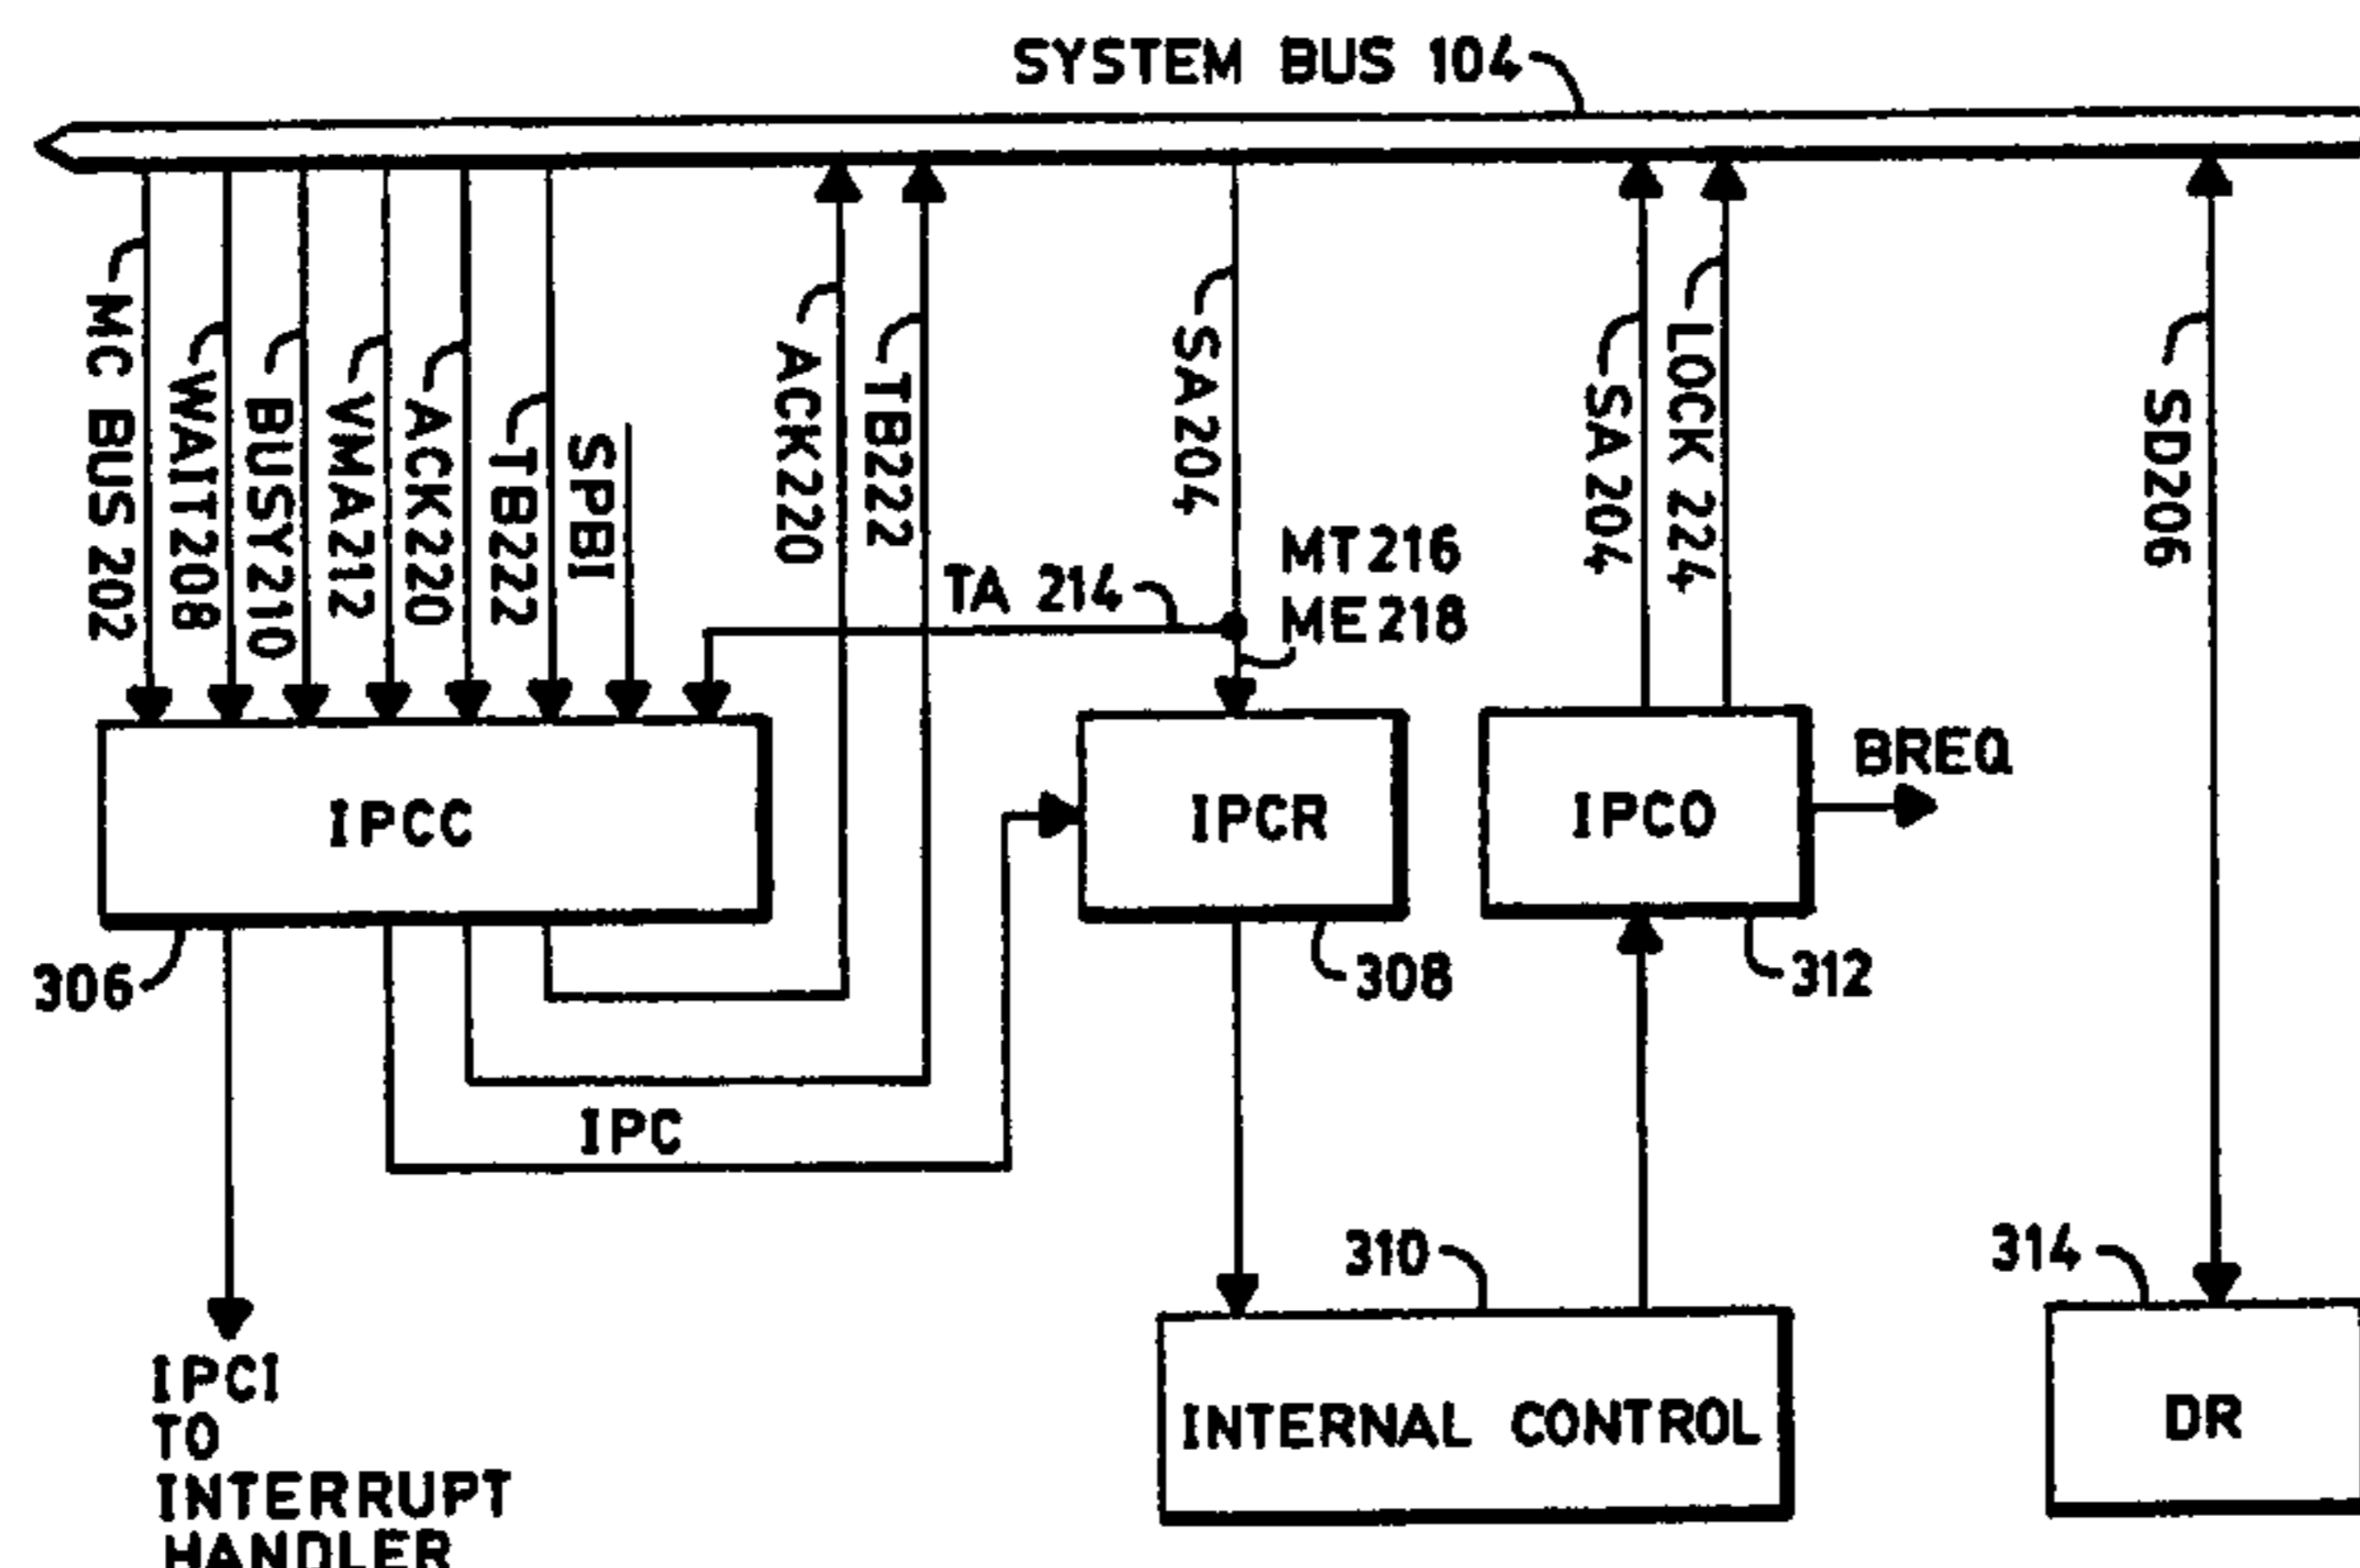 SYSTEM BUS 104
MC BUS 202
WAIT208
BUSY210
VMA212
ACK220
TB222
SPBI
ACK220
TB222
SA204
SA204
LOCK 224
SD206
TA 214
MT216
ME218
BREQ
IPCC
IPCR
IPCO
306
308
312
IPC
310
314
IPCI
TO
INTERRUPT
HANDLER
INTERNAL CONTROL
DR